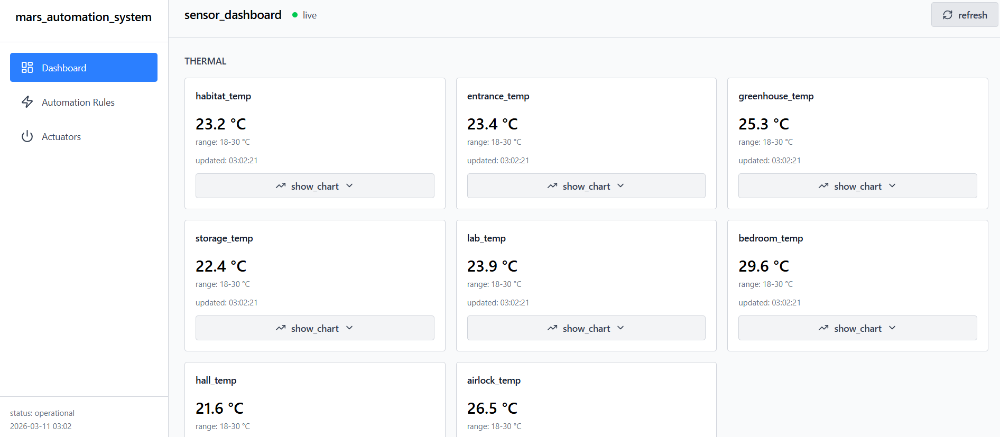 mars_automation_system
Dashboard
Automation Rules
Actuators
status: operational
2026-03-11 03:02
sensor_dashboard
live
refresh
THERMAL
habitat_temp
23.2 °C
range: 18-30 °C
updated: 03:02:21
show_chart
entrance_temp
23.4 °C
range: 18-30 °C
updated: 03:02:21
show_chart
greenhouse_temp
25.3 °C
range: 18-30 °C
updated: 03:02:21
show_chart
storage_temp
22.4 °C
range: 18-30 °C
updated: 03:02:21
show_chart
lab_temp
23.9 °C
range: 18-30 °C
updated: 03:02:21
show_chart
bedroom_temp
29.6 °C
range: 18-30 °C
updated: 03:02:21
show_chart
hall_temp
21.6 °C
range: 18-30 °C
airlock_temp
26.5 °C
range: 18-30 °C